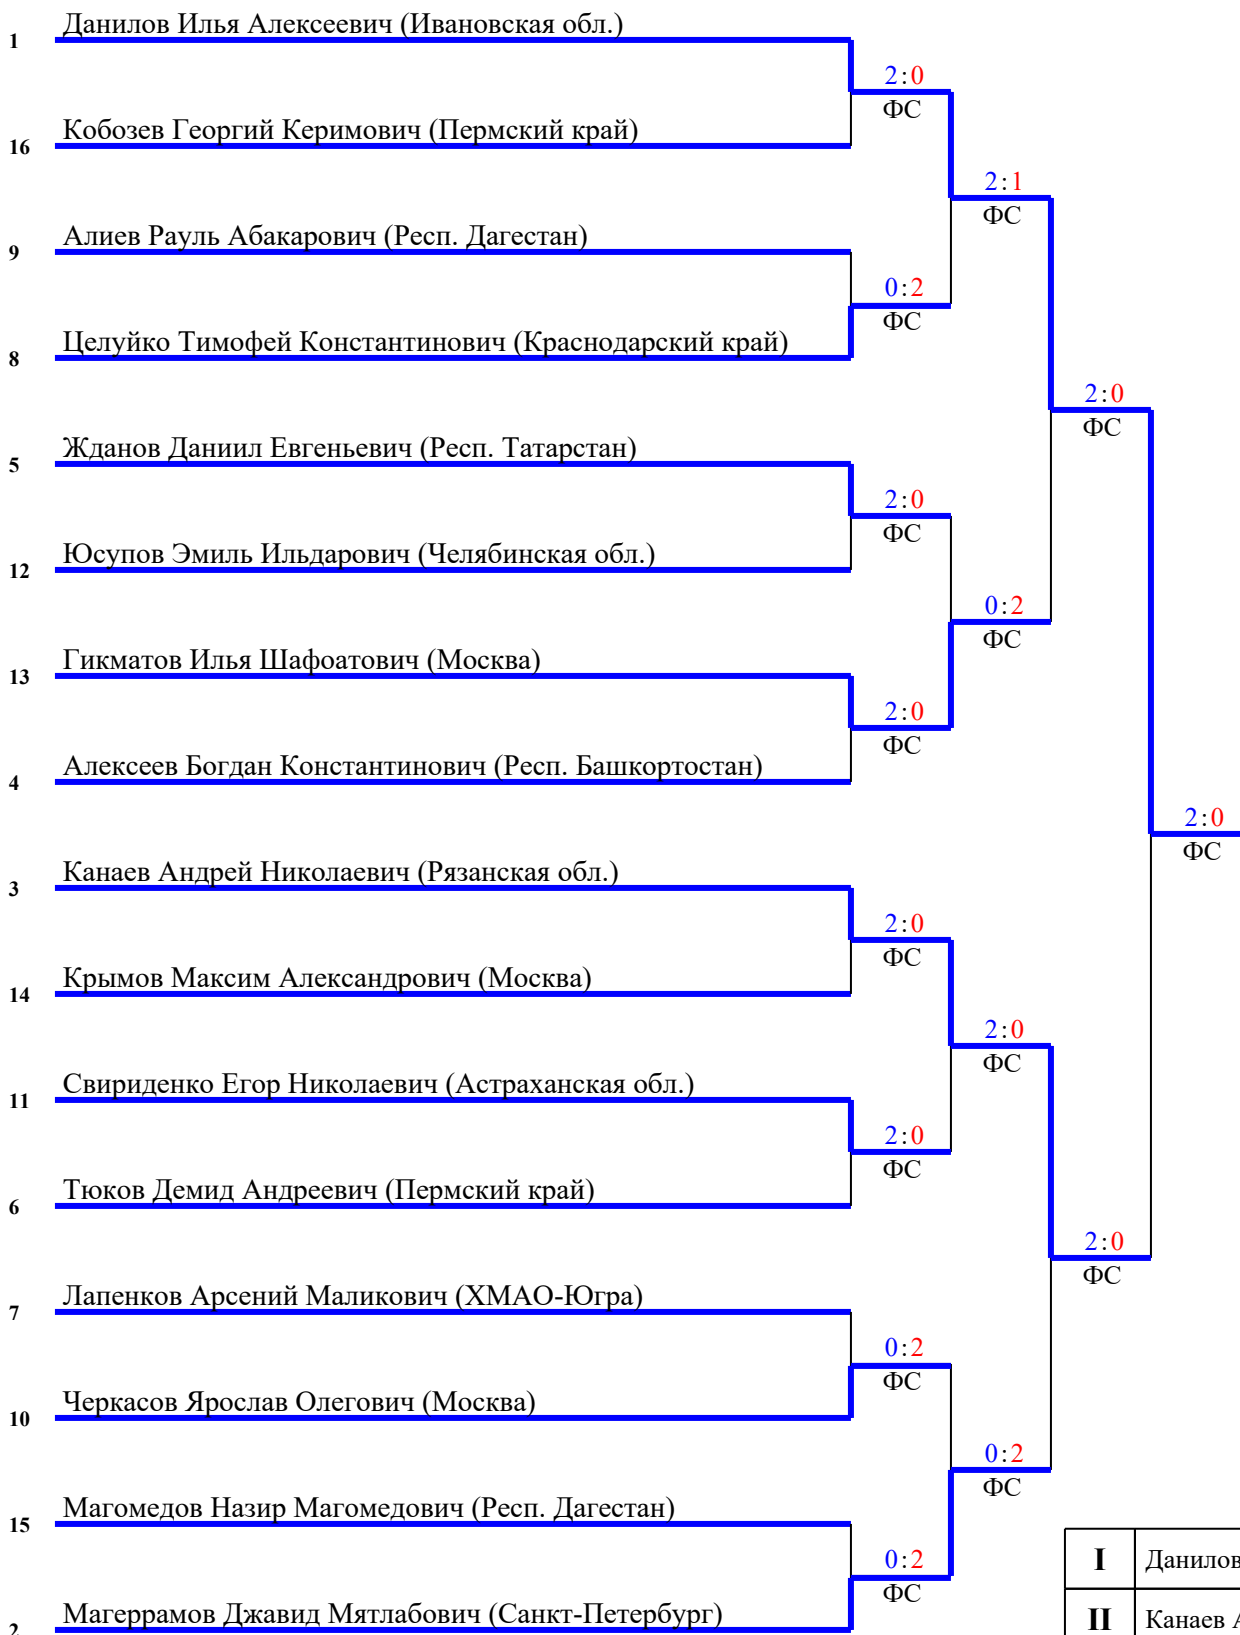 Данилов Илья Алексеевич (Ивановская обл.)
1
2:0
ФС
Кобозев Георгий Керимович (Пермский край)
16
2:1
ФС
Алиев Рауль Абакарович (Респ. Дагестан)
9
0:2
ФС
Целуйко Тимофей Константинович (Краснодарский край)
8
2:0
ФС
Жданов Даниил Евгеньевич (Респ. Татарстан)
5
2:0
ФС
Юсупов Эмиль Ильдарович (Челябинская обл.)
12
0:2
ФС
Гикматов Илья Шафоатович (Москва)
13
2:0
ФС
Алексеев Богдан Константинович (Респ. Башкортостан)
4
2:0
ФС
Канаев Андрей Николаевич (Рязанская обл.)
3
2:0
ФС
Крымов Максим Александрович (Москва)
14
2:0
ФС
Свириденко Егор Николаевич (Астраханская обл.)
11
2:0
ФС
Тюков Демид Андреевич (Пермский край)
6
2:0
ФС
Лапенков Арсений Маликович (ХМАО-Югра)
7
0:2
ФС
Черкасов Ярослав Олегович (Москва)
10
0:2
ФС
Магомедов Назир Магомедович (Респ. Дагестан)
15
0:2
ФС
I Данилов
Магеррамов Джавид Мятлабович (Санкт-Петербург)
2
II Канаев А